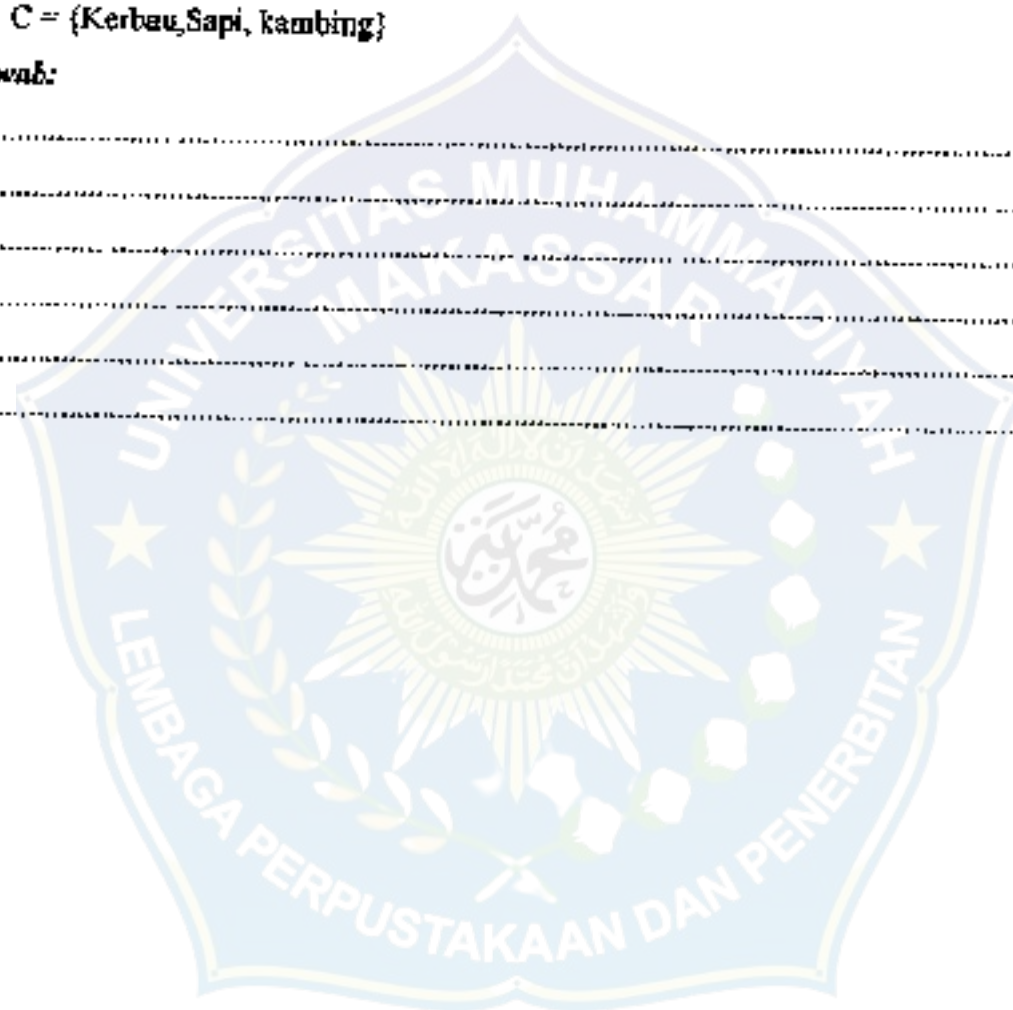 C = {Kerbau,Sapi, kambing}
wab:
UNIVERSITAS MUHAMMADIYAH
MAKASSAR
LEMBAGA PERPUSTAKAAN DAN PENERBITAN